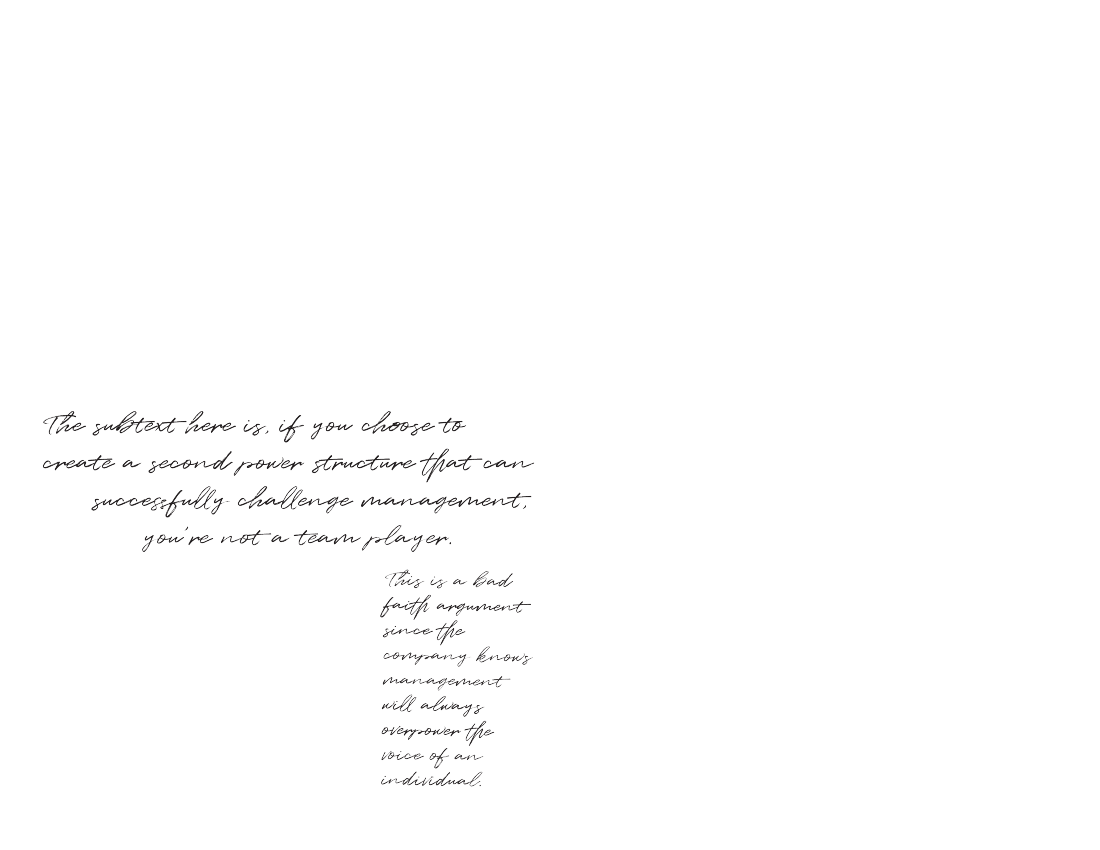 The subtext here is, if you choose to
create a second power structure that can
successfully challenge management,
you're not a team player.
This is a bad
faith argument
since the
company knows
management
will always
overpower the
voice of an
individual.